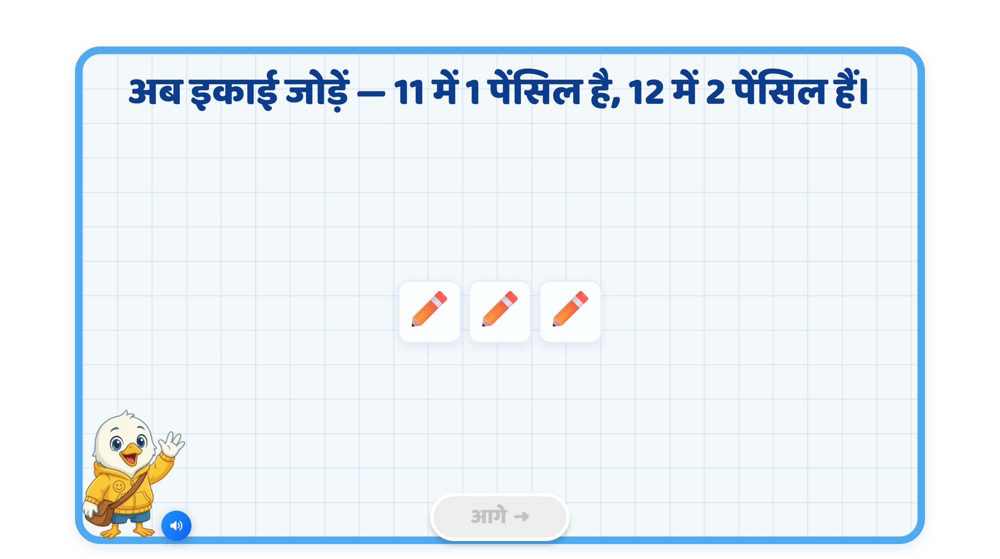 अब इकाई जोड़ें – 11 में 1 पेंसिल है, 12 में 2 पेंसिल हैं।
आगे →